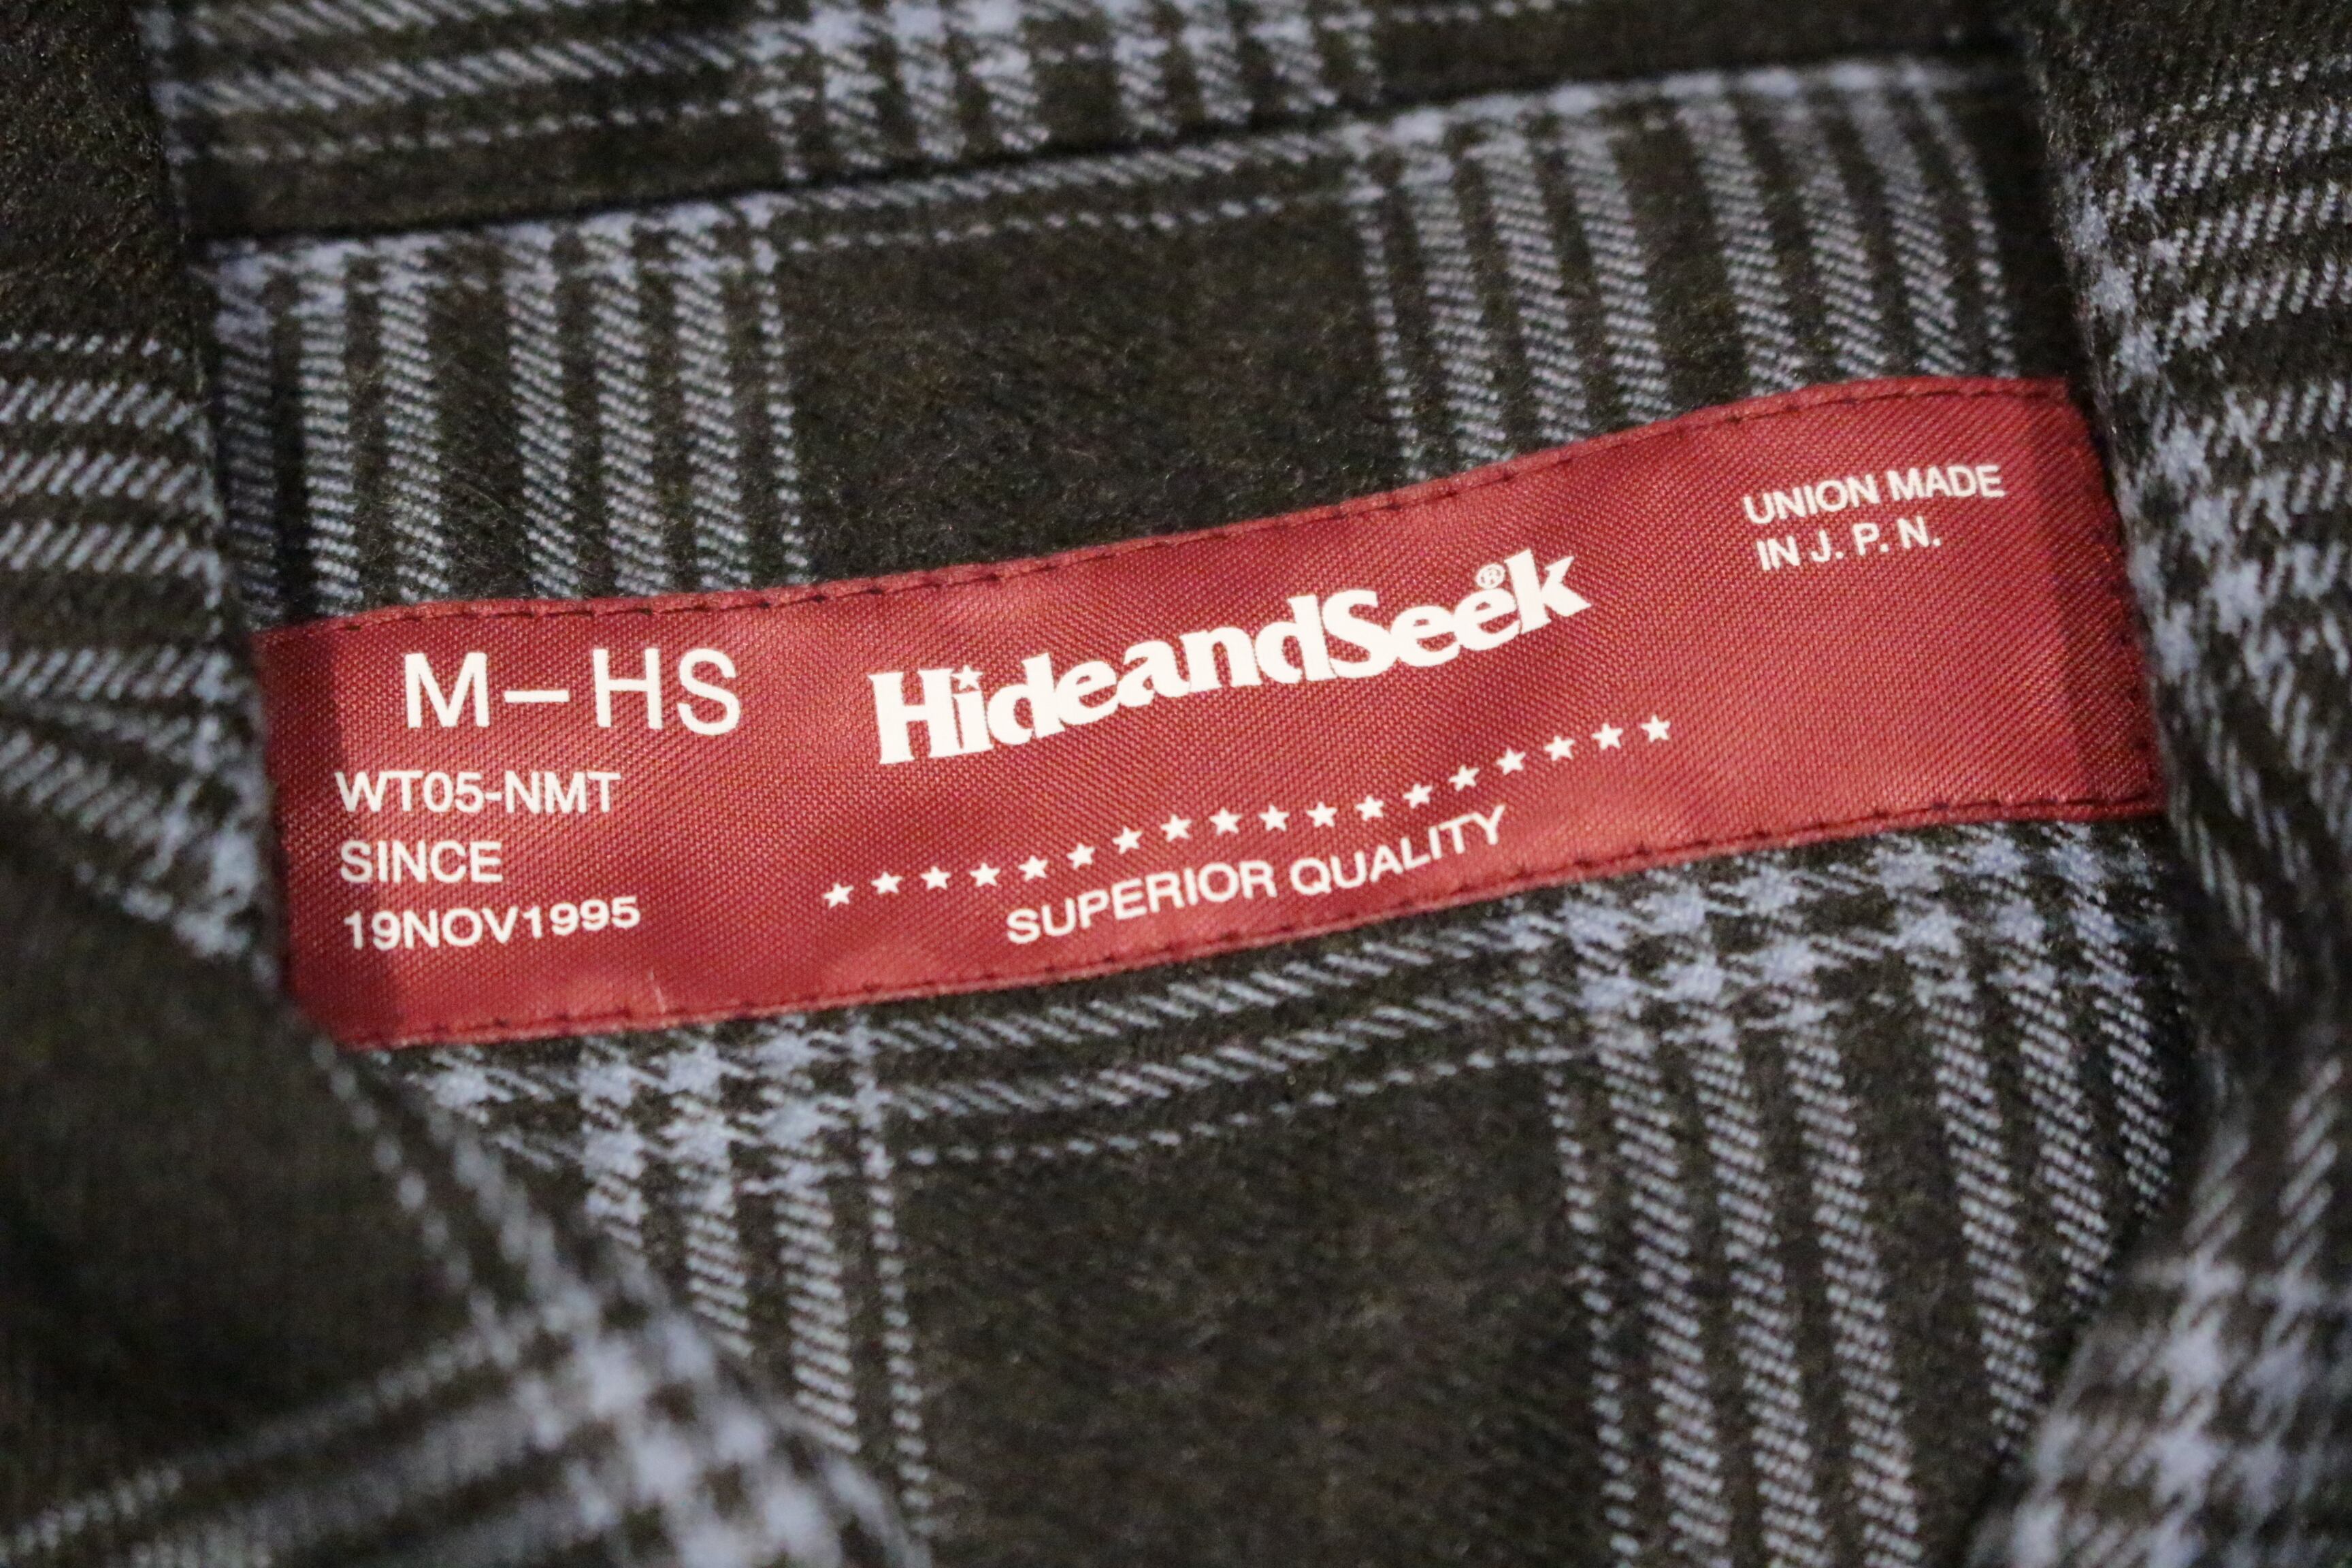 M-HS
WT05-NMT
SINCE
19NOV1995
HideandSeek®
★★★★★★★★★★★★★★★★★★
SUPERIOR QUALITY
UNION MADE
IN J. P. N.